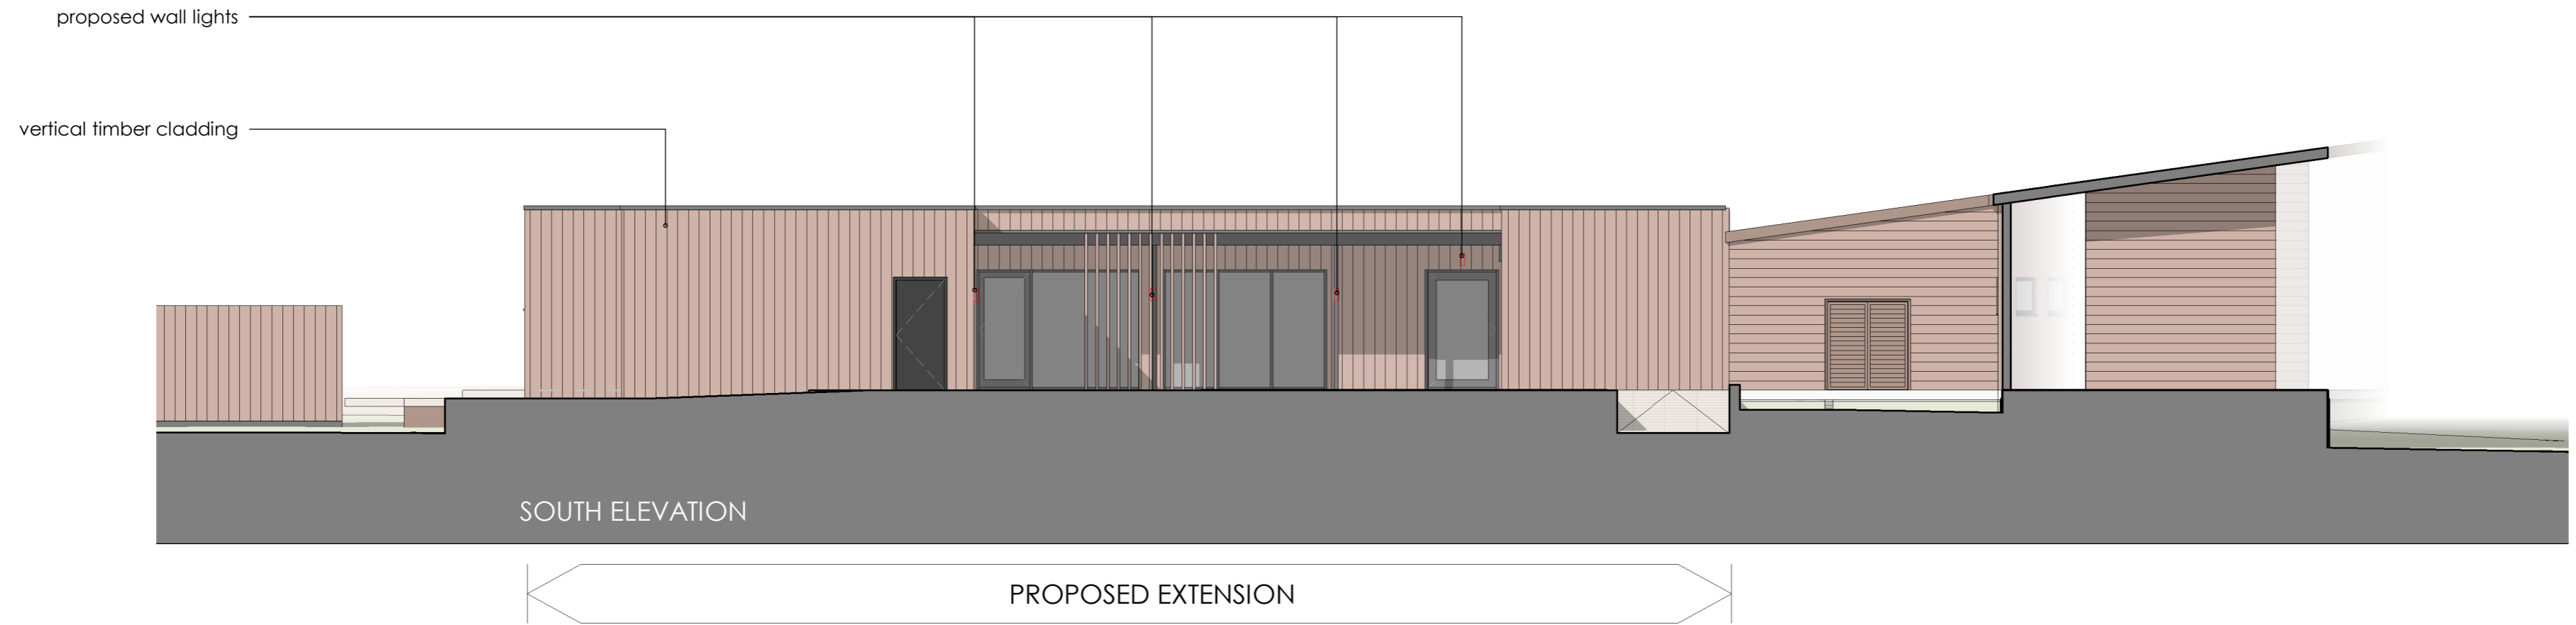 proposed wall lights
vertical timber cladding
SOUTH ELEVATION
PROPOSED EXTENSION